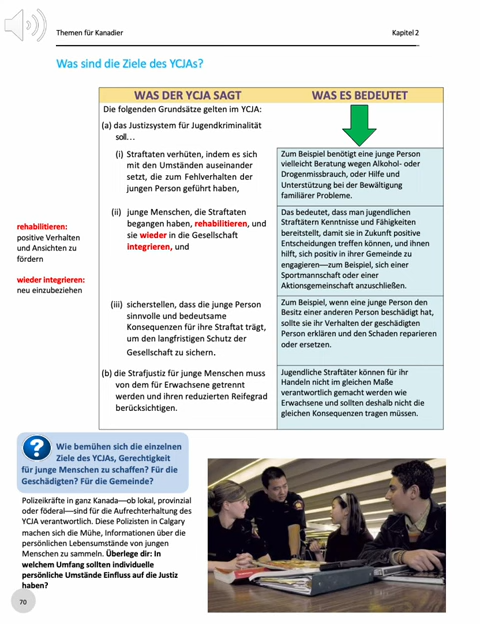 Themen für Kanadier
Kapitel 2
Was sind die Ziele des YCJAs?
WAS DER YCJA SAGT
WAS ES BEDEUTET
Die folgenden Grundsätze gelten im YCJA:
(a) das Justizsystem für Jugendkriminalität
soll…
(i) Straftaten verhüten, indem es sich
mit den Umständen auseinander
setzt, die zum Fehlverhalten der
jungen Person geführt haben,
Zum Beispiel benötigt eine junge Person
vielleicht Beratung wegen Alkohol- oder
Drogenmissbrauch, oder Hilfe und
Unterstützung bei der Bewältigung
familiärer Probleme.
(ii) junge Menschen, die Straftaten
begangen haben, rehabilitieren, und
sie wieder in die Gesellschaft
integrieren, und
Das bedeutet, dass man jugendlichen
Straftätern Kenntnisse und Fähigkeiten
bereitstellt, damit sie in Zukunft positive
Entscheidungen treffen können, und ihnen
hilft, sich positiv in ihrer Gemeinde zu
engagieren—zum Beispiel, sich einer
Sportmannschaft oder einer
Aktionsgemeinschaft anzuschließen.
rehabilitieren:
positive Verhalten
und Ansichten zu
fördern
wieder integrieren:
neu einzubeziehen
(iii) sicherstellen, dass die junge Person
sinnvolle und bedeutsame
Konsequenzen für ihre Straftat trägt,
um den langfristigen Schutz der
Gesellschaft zu sichern.
Zum Beispiel, wenn eine junge Person den
Besitz einer anderen Person beschädigt hat,
sollte sie ihr Verhalten der geschädigten
Person erklären und den Schaden reparieren
oder ersetzen.
(b) die Strafjustiz für junge Menschen muss
von dem für Erwachsene getrennt
werden und ihren reduzierten Reifegrad
berücksichtigen.
Jugendliche Straftäter können für ihr
Handeln nicht im gleichen Maße
verantwortlich gemacht werden wie
Erwachsene und sollten deshalb nicht die
gleichen Konsequenzen tragen müssen.
?
Wie bemühen sich die einzelnen
Ziele des YCJAs, Gerechtigkeit
für junge Menschen zu schaffen? Für die
Geschädigten? Für die Gemeinde?
Polizeikräfte in ganz Kanada—ob lokal, provinzial
oder föderal—sind für die Aufrechterhaltung des
YCJA verantwortlich. Diese Polizisten in Calgary
machen sich die Mühe, Informationen über die
persönlichen Lebensumstände von jungen
Menschen zu sammeln. Überlege dir: In
welchem Umfang sollten individuelle
persönliche Umstände Einfluss auf die Justiz
haben?
70